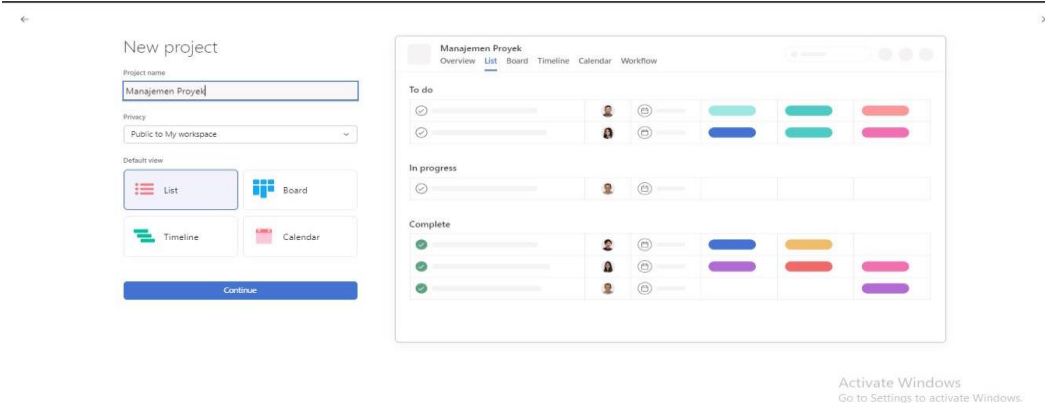 New project
Project name
Manajemen Proyek
Privacy
Public to My workspace
Default view
List
Board
Timeline
Calendar
Continue
Manajemen Proyek
Overview List Board Timeline Calendar Workflow
To do
In progress
Complete
Activate Windows
Go to Settings to activate Windows.